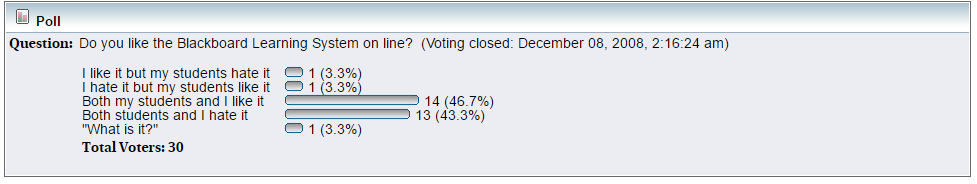 Poll
Question: Do you like the Blackboard Learning System on line? (Voting closed: December 08, 2008, 2:16:24 am)
I like it but my students hate it 1 (3.3%)
I hate it but my students like it 1 (3.3%)
Both my students and I like it 14 (46.7%)
Both students and I hate it 13 (43.3%)
"What is it?" 1 (3.3%)
Total Voters: 30